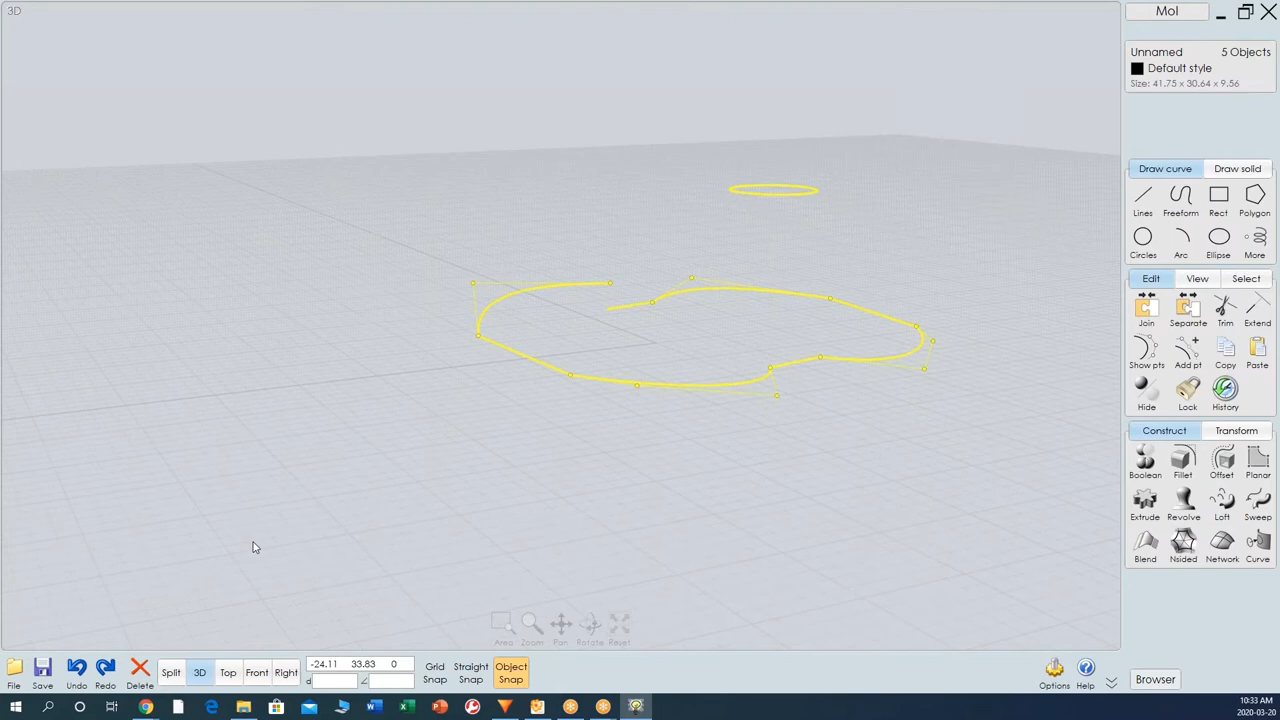 3D
MoI
Unnamed 5 Objects
Default style
Size: 41.75 x 30.64 x 9.56
Draw curve Draw solid
Lines Freeform Rect Polygon
Circles Arc Ellipse More
Edit View Select
Join Separate Trim Extend
Show pts Add pt Copy Paste
Hide Lock History
Construct Transform
Boolean Fillet Offset Planar
Extrude Revolve Loft Sweep
Blend Nsided Network Curve
Area Zoom Pan Rotate Reset
File Save Undo Redo Delete Split 3D Top Front Right
-24.11 33.83 0
d ∠
Grid Snap
Straight Snap
Object Snap
Options Help
Browser
10:33 AM
2020-03-20